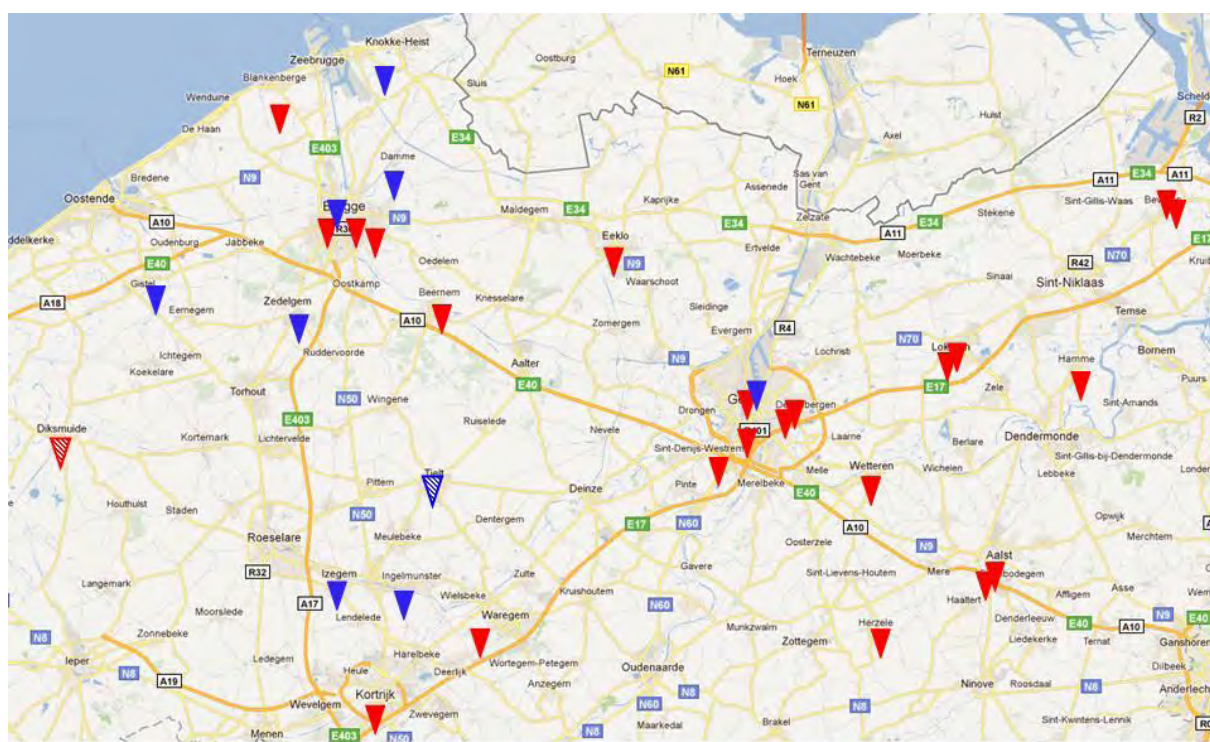 Knokke-Heist
Zeebrugge
Oostburg
Terneuzen
Blankenberge
Sluis
N61
Hoek
Wenduine
N61
Schelde
De Haan
Hulst
R2
E34
E403
Axel
Damme
N9
Sas van
Gent
E34
A11
Bredene
Assenede
A11
Oostende
Kaprijke
Sint-Gillis-Waas
Maldegem
E34
Stekene
A10
N9
Zelzate
E34
E34
Eeklo
A11
E17
Oudenburg
Jabbeke
Ertvelde
N70
Oedelem
N9
Wachtebeke
Moerbeke
R42
E40
Waarschoot
Sinaai
Gistel
Oostkamp
Sint-Niklaas
Beernem
Knesselare
A18
Zedelgem
Sleidinge
Eernegem
A10
Zomergem
Evergem
R4
Temse
Ruddervoorde
N70
Ichtegem
N9
Lochristi
Bornem
Aalter
Hamme
Koekelare
E40
E17
Zele
Puurs
Torhout
N50
Wingene
Drongen
Sint-Amands
E403
Ruiselede
Diksmuide
Nevele
Kortemark
Lichtervelde
Laarne
Berlare
Dendermonde
Sint-Denijs-Westrem
Sint-Gillis-bij-Dendermonde
Tielt
Melle
Wetteren
Wichelen
Lebbeke
Pittem
Deinze
Pinte
Merelbeke
Houthulst
E40
Staden
N50
Dentergem
E17
N60
A10
Opwijk
Roeselare
Meulebeke
Oosterzele
N9
Merchtem
Aalst
Gavere
R32
Izegem
Ingelmunster
Zulte
Sint-Lievens-Houtem
Mere
Langemark
Asse
A17
Wielsbeke
Kruishoutem
Haaltert
Affligem
Moorslede
Lendelede
N60
N9
Waregem
Denderleeuw
E40
E40
Zonnebeke
Munkzwalm
Herzele
A10
N8
Zottegem
Liedekerke
Ternat
Ganshoren
Harelbeke
Ieper
Ledegem
Heule
Deerlijk
Wortegem-Petegem
Oudenaarde
Dilbeek
N8
A19
Anzegem
N8
Ninove
Roosdaal
N8
Kortrijk
Anderlech
Wevelgem
Zwevegem
N60
N8
Maarkedal
Brakel
Sint-Kwintens-Lennik
Menen
E403
N50
N8